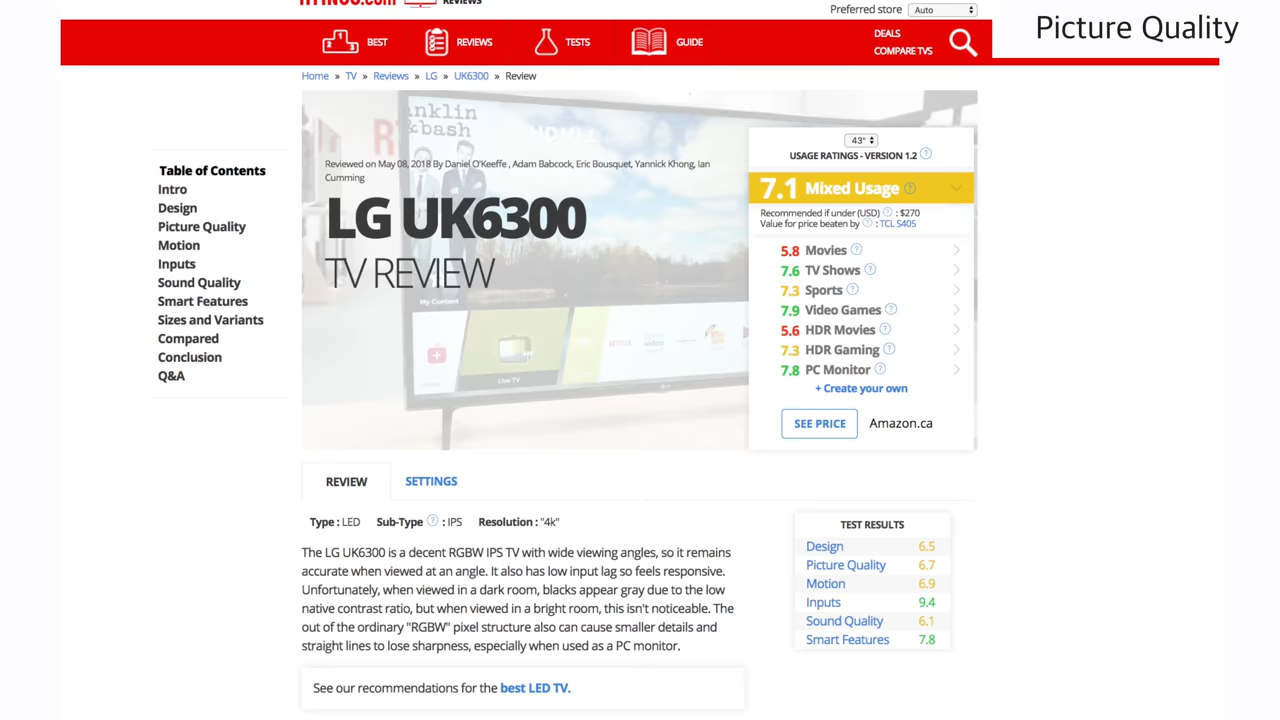 REVIEWS
Preferred store Auto
Picture Quality
BEST REVIEWS TESTS GUIDE
DEALS
COMPARE TVS
Home » TV » Reviews » LG » UK6300 » Review
Table of Contents
Intro
Design
Picture Quality
Motion
Inputs
Sound Quality
Smart Features
Sizes and Variants
Compared
Conclusion
Q&A
nklin
&bash
Reviewed on May 08, 2018 By Daniel O'Keeffe , Adam Babcock, Eric Bousquet, Yannick Khong, Ian
Cumming
LG UK6300
TV REVIEW
My Content
Live TV
43"
USAGE RATINGS - VERSION 1.2 ?
7.1 Mixed Usage ?
Recommended if under (USD) ? : $270
Value for price beaten by ? : TCL S405
5.8 Movies ?
7.6 TV Shows ?
7.3 Sports ?
7.9 Video Games ?
5.6 HDR Movies ?
7.3 HDR Gaming ?
7.8 PC Monitor ?
+ Create your own
SEE PRICE Amazon.ca
REVIEW SETTINGS
Type : LED Sub-Type ? : IPS Resolution : "4k"
The LG UK6300 is a decent RGBW IPS TV with wide viewing angles, so it remains
accurate when viewed at an angle. It also has low input lag so feels responsive.
Unfortunately, when viewed in a dark room, blacks appear gray due to the low
native contrast ratio, but when viewed in a bright room, this isn't noticeable. The
out of the ordinary "RGBW" pixel structure also can cause smaller details and
straight lines to lose sharpness, especially when used as a PC monitor.
See our recommendations for the best LED TV.
TEST RESULTS
Design 6.5
Picture Quality 6.7
Motion 6.9
Inputs 9.4
Sound Quality 6.1
Smart Features 7.8